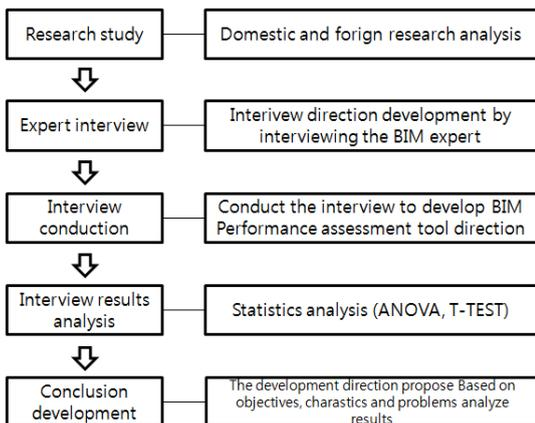 Research study
Domestic and forign research analysis
Expert interview
Interivew direction development by
interviewing the BIM expert
Interview
conduction
Conduct the interview to develop BIM
Performance assessment tool direction
Interview results
analysis
Statistics analysis (ANOVA, T-TEST)
Conclusion
development
The development direction propose Based on
objectives, charastics and problems analyze
results